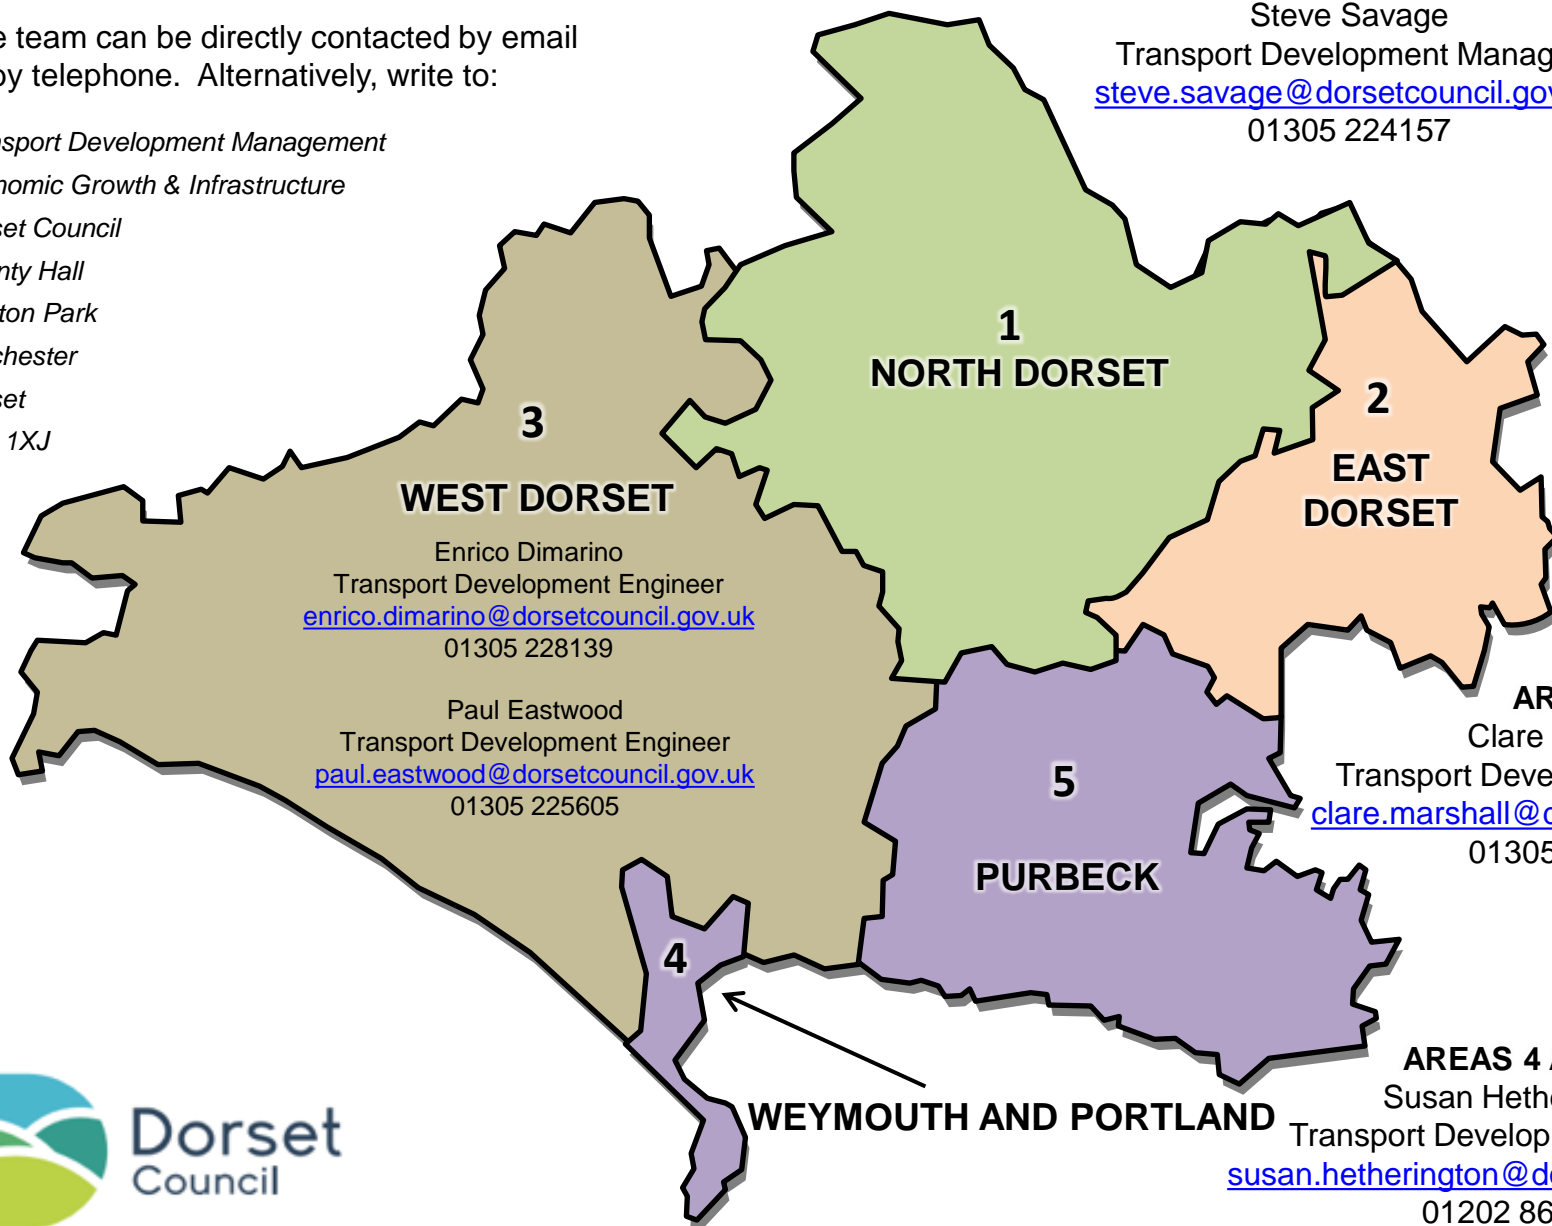 e team can be directly contacted by email
by telephone. Alternatively, write to:
nsport Development Management
nomic Growth & Infrastructure
set Council
nty Hall
ton Park
chester
set
1XJ
Steve Savage
Transport Development Manag
steve.savage@dorsetcouncil.gov
01305 224157
1
NORTH DORSET
2
EAST
DORSET
3
WEST DORSET
Enrico Dimarino
Transport Development Engineer
enrico.dimarino@dorsetcouncil.gov.uk
01305 228139
Paul Eastwood
Transport Development Engineer
paul.eastwood@dorsetcouncil.gov.uk
01305 225605
AR
Clare
Transport Deve
clare.marshall@d
01305
5
PURBECK
4
WEYMOUTH AND PORTLAND
AREAS 4
Susan Hethe
Transport Develop
susan.hetherington@d
01202 86
Dorset
Council